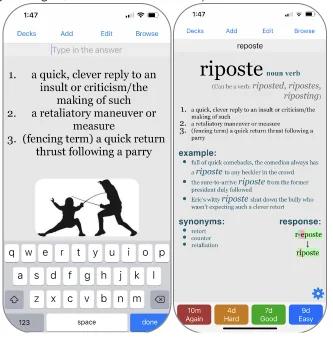 1:47
Decks Add Edit Browse
Type in the answer
1. a quick, clever reply to an
insult or criticism/the
making of such
2. a retaliatory maneuver or
measure
3. (fencing term) a quick return
thrust following a parry
q w e r t y u i o p
a s d f g h j k l
z x c v b n m
123 space done
1:47
Decks Add Edit Browse
reposte
riposte noun verb
(Can be a verb: riposted, ripostes,
riposting)
1. a quick, clever reply to an insult or criticism/the
making of such
2. a retaliatory maneuver or measure
3. (fencing term) a quick return thrust following a
parry
example:
• full of quick comebacks, the comedian always has
a riposte to any heckler in the crowd
• the sure-to-arrive riposte from the former
president duly followed
• Eric's witty riposte shut down the bully who
wasn't expecting such a clever retort
synonyms:
• retort
• counter
• retaliation
response:
reposte
↓
riposte
10m 4d 7d 9d
Again Hard Good Easy